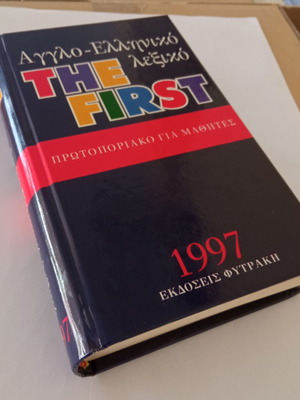 Αγγλο-Ελληνικό
THE λεξικό
FIRST
ΠΡΩΤΟΠΟΡΙΑΚΟ ΓΙΑ ΜΑΘΗΤΕΣ
1997
ΕΚΔΟΣΕΙΣ ΦΥΤΡΑΚΗ